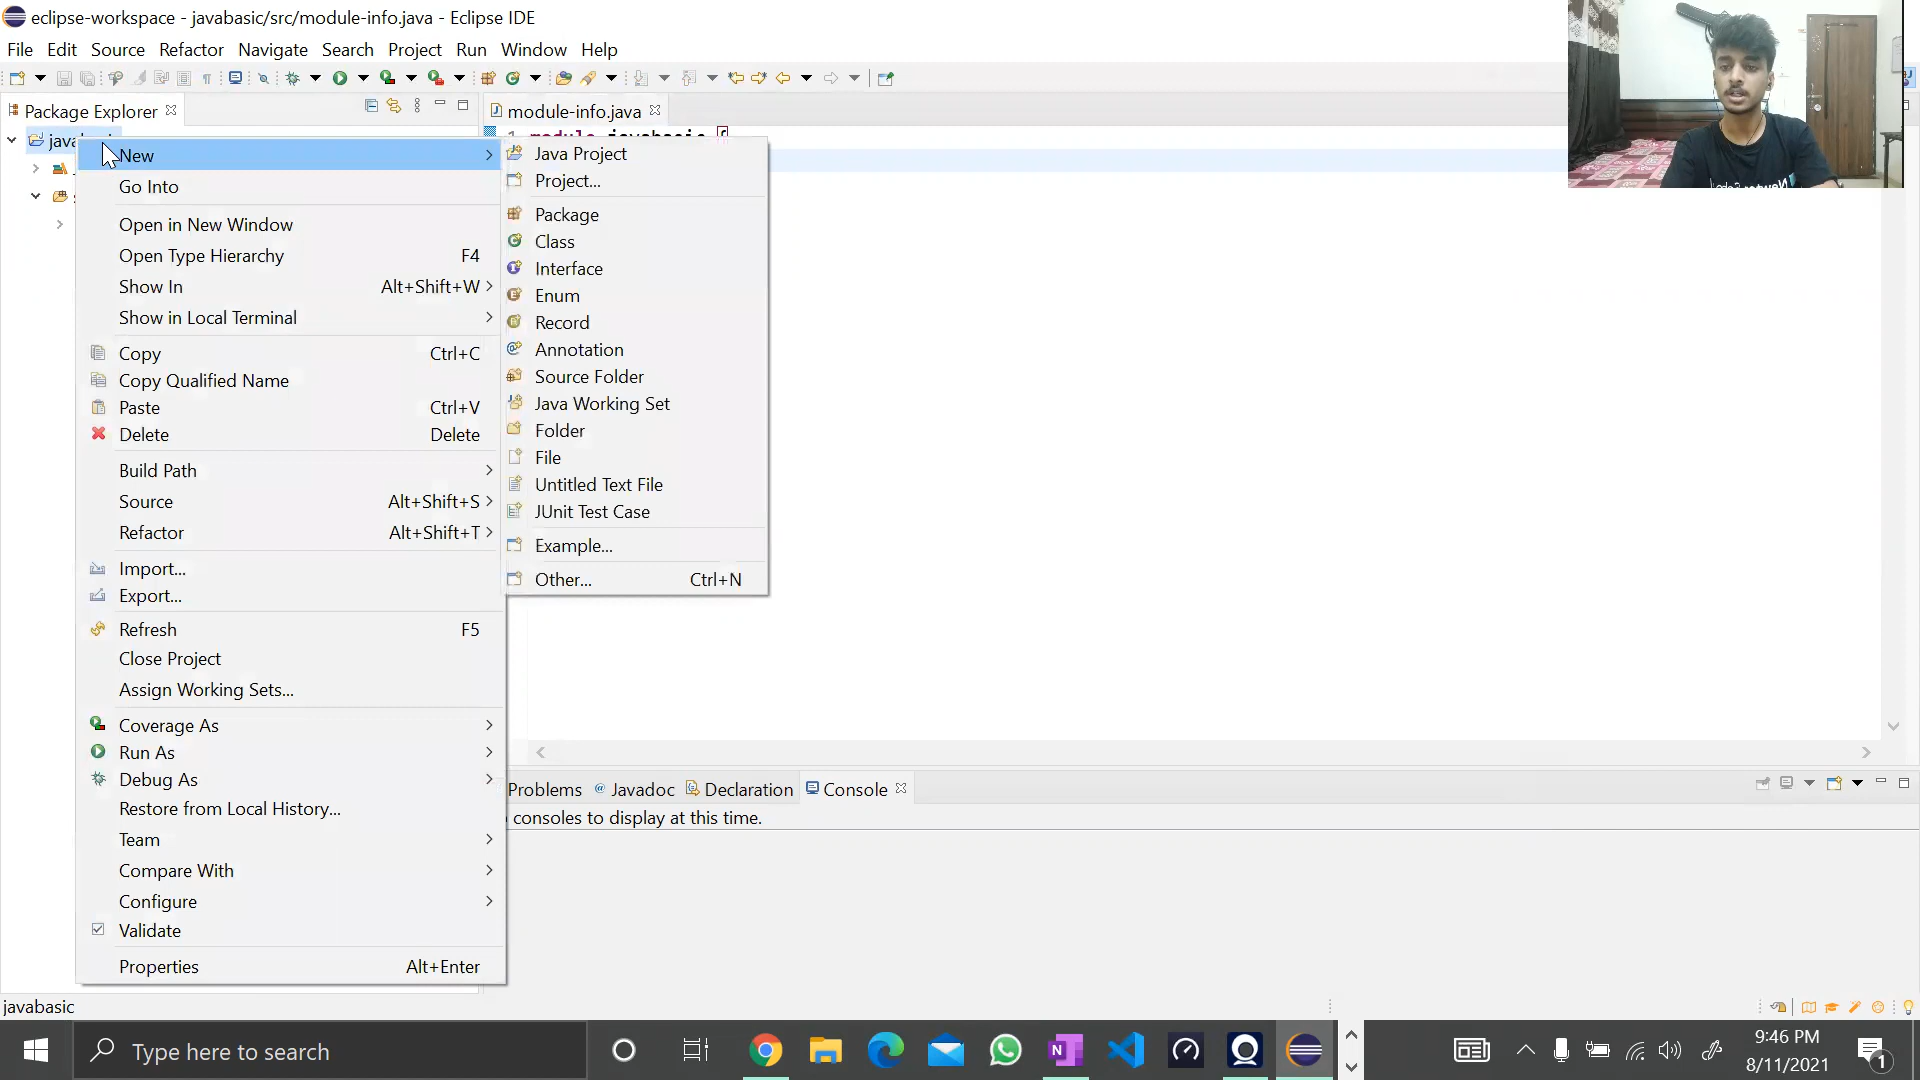 eclipse-workspace - javabasic/src/module-info.java - Eclipse IDE
File Edit Source Refactor Navigate Search Project Run Window Help
Package Explorer
module-info.java
1 module javabasic {
New
Go Into
Open in New Window
Open Type Hierarchy F4
Show In Alt+Shift+W
Show in Local Terminal
Copy Ctrl+C
Copy Qualified Name
Paste Ctrl+V
Delete Delete
Build Path
Source Alt+Shift+S
Refactor Alt+Shift+T
Import...
Export...
Refresh F5
Close Project
Assign Working Sets...
Coverage As
Run As
Debug As
Restore from Local History...
Team
Compare With
Configure
Validate
Properties Alt+Enter
Java Project
Project...
Package
Class
Interface
Enum
Record
Annotation
Source Folder
Java Working Set
Folder
File
Untitled Text File
JUnit Test Case
Example...
Other... Ctrl+N
Problems Javadoc Declaration Console
consoles to display at this time.
javabasic
Type here to search
9:46 PM
8/11/2021
1